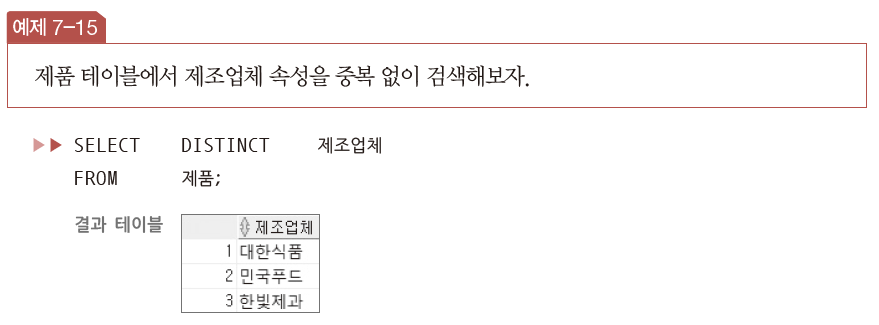 예제 7-15
제품 테이블에서 제조업체 속성을 중복 없이 검색해보자.
SELECT DISTINCT 제조업체
FROM 제품;
결과 테이블
제조업체
1 대한식품
2 민국푸드
3 한빛제과